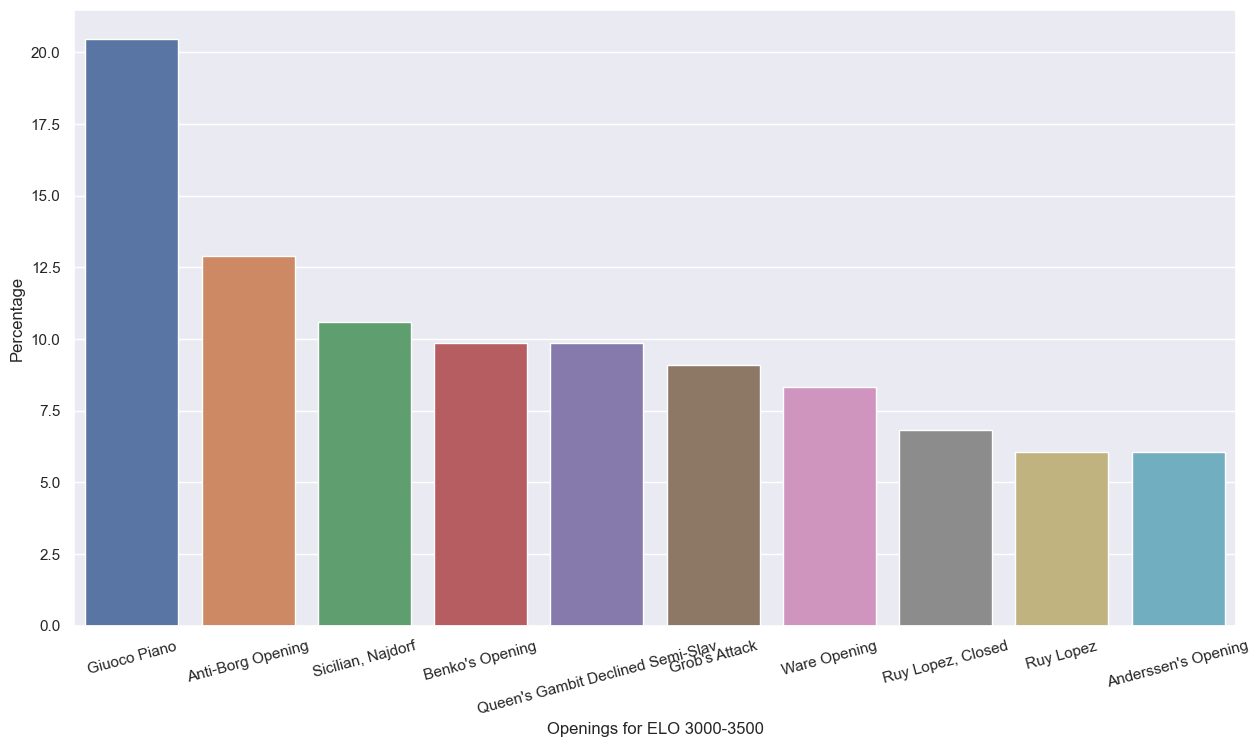 20.0
17.5
15.0
12.5
10.0
7.5
5.0
2.5
0.0
Percentage
Giuoco Piano
Anti-Borg Opening
Sicilian, Najdorf
Benko's Opening
Queen's Gambit Declined Semi-Slav
Grob's Attack
Ware Opening
Ruy Lopez, Closed
Ruy Lopez
Anderssen's Opening
Openings for ELO 3000-3500